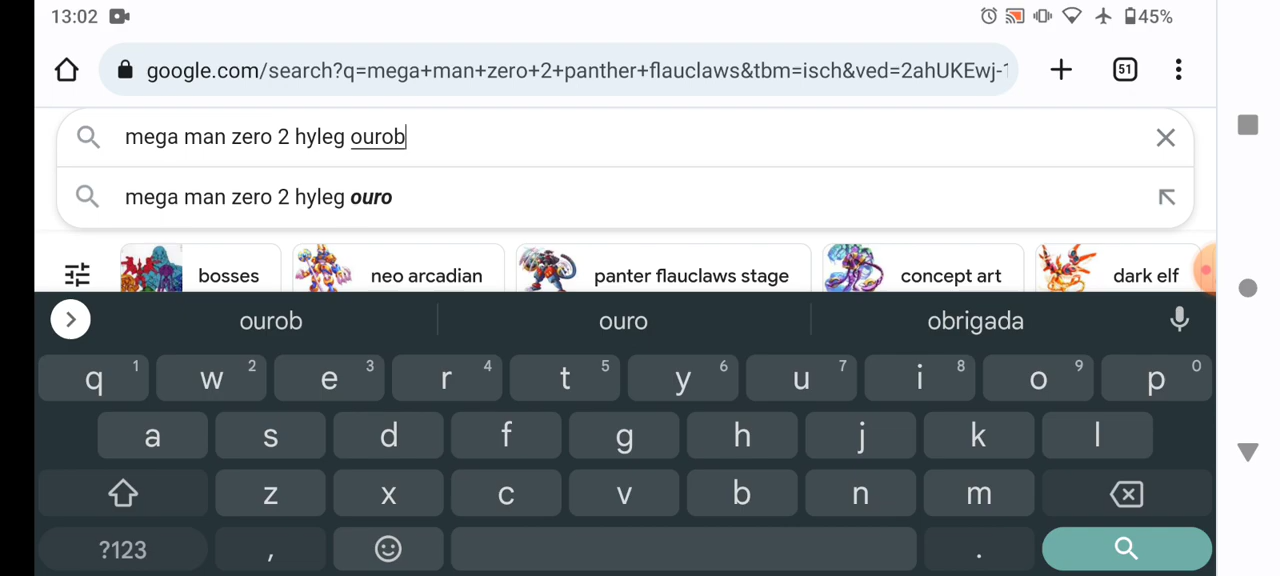 13:02 45%
google.com/search?q=mega+man+zero+2+panther+flauclaws&tbm=isch&ved=2ahUKEwj-1
51
mega man zero 2 hyleg ourob
mega man zero 2 hyleg ouro
bosses neo arcadian panter flauclaws stage concept art dark elf
ourob ouro obrigada
q 1 w 2 e 3 r 4 t 5 y 6 u 7 i 8 o 9 p 0
a s d f g h j k l
z x c v b n m
?123 , .